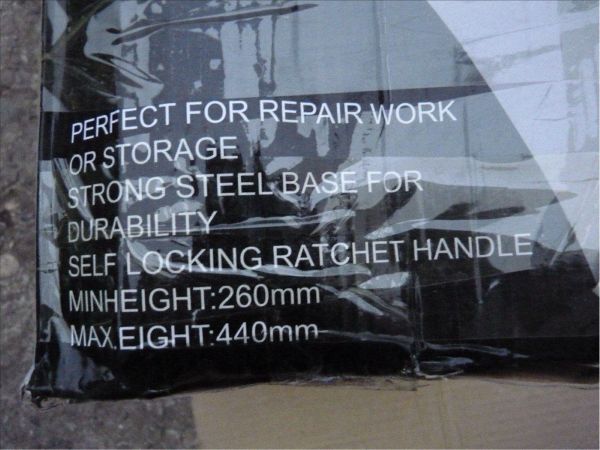 PERFECT FOR REPAIR WORK
OR STORAGE
STRONG STEEL BASE FOR
DURABILITY
SELF LOCKING RATCHET HANDLE
MINHEIGHT:260mm
MAX.EIGHT:440mm